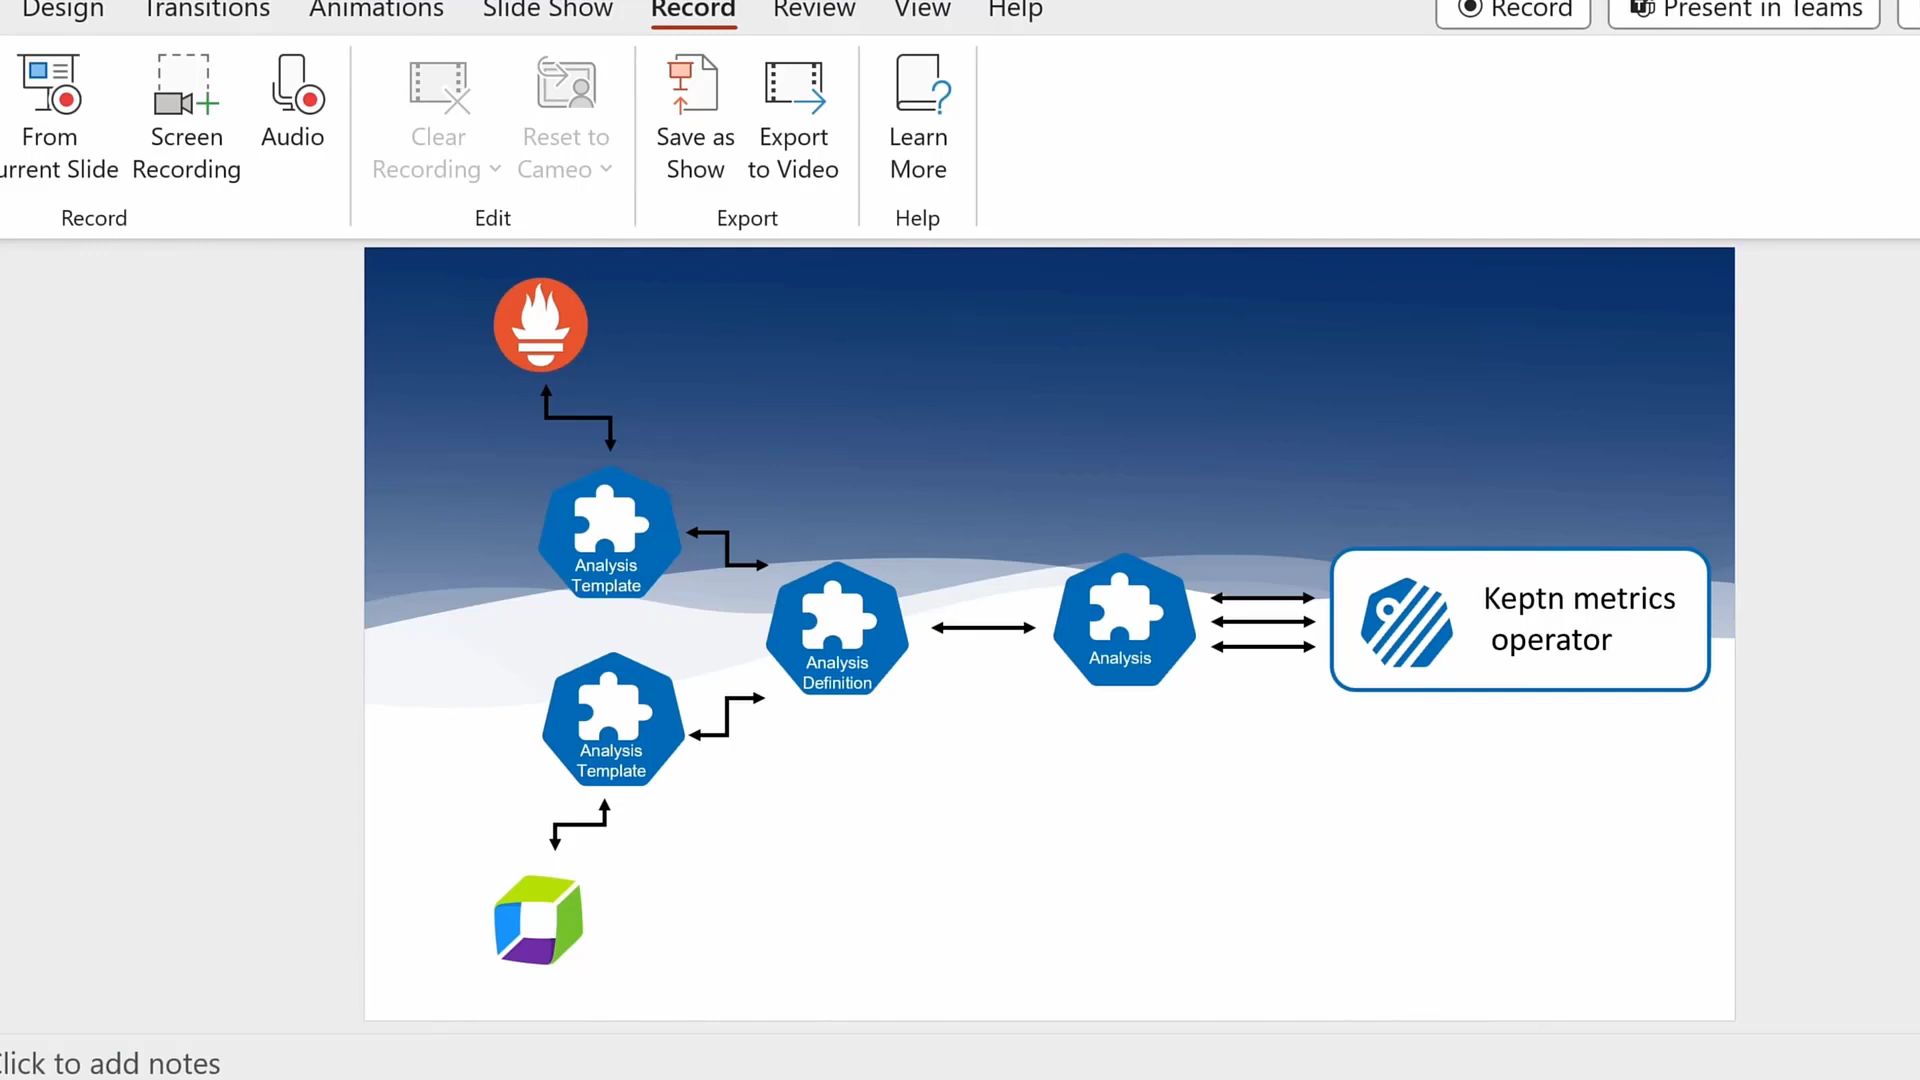 Design
Transitions
Animations
Slide Show
Record
Review
View
Help
Record
Present in Teams
From
urrent Slide
Screen
Recording
Audio
Clear
Recording
Reset to
Cameo
Save as
Show
Export
to Video
Learn
More
Record
Edit
Export
Help
Analysis
Template
Analysis
Definition
Analysis
Keptn metrics
operator
Analysis
Template
Click to add notes